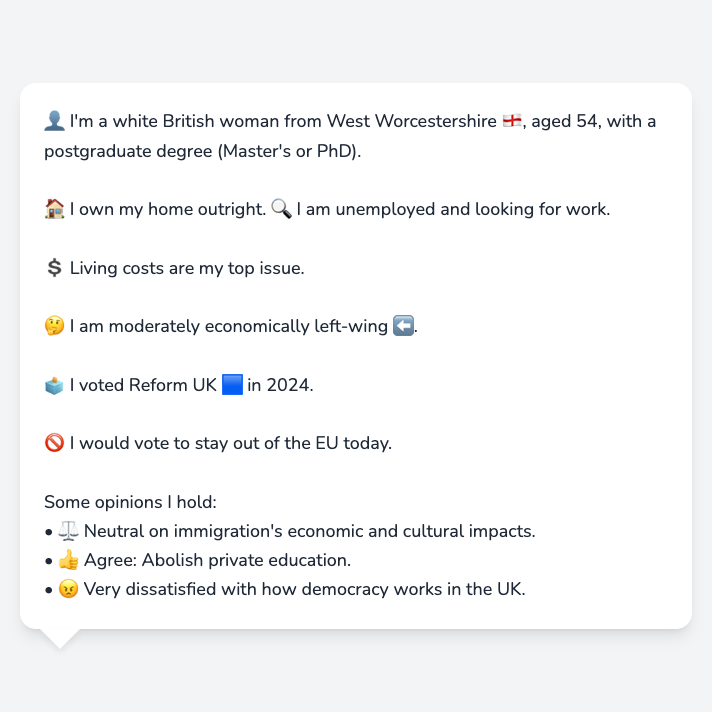 👤 I'm a white British woman from West Worcestershire 🏴󠁧󠁢󠁥󠁮󠁧󠁿, aged 54, with a
postgraduate degree (Master's or PhD).
🏠 I own my home outright. 🔍 I am unemployed and looking for work.
💲 Living costs are my top issue.
🤔 I am moderately economically left-wing ⬅️.
🗳️ I voted Reform UK 🟦 in 2024.
🚫 I would vote to stay out of the EU today.
Some opinions I hold:
• ⚖️ Neutral on immigration's economic and cultural impacts.
• 👍 Agree: Abolish private education.
• 😠 Very dissatisfied with how democracy works in the UK.